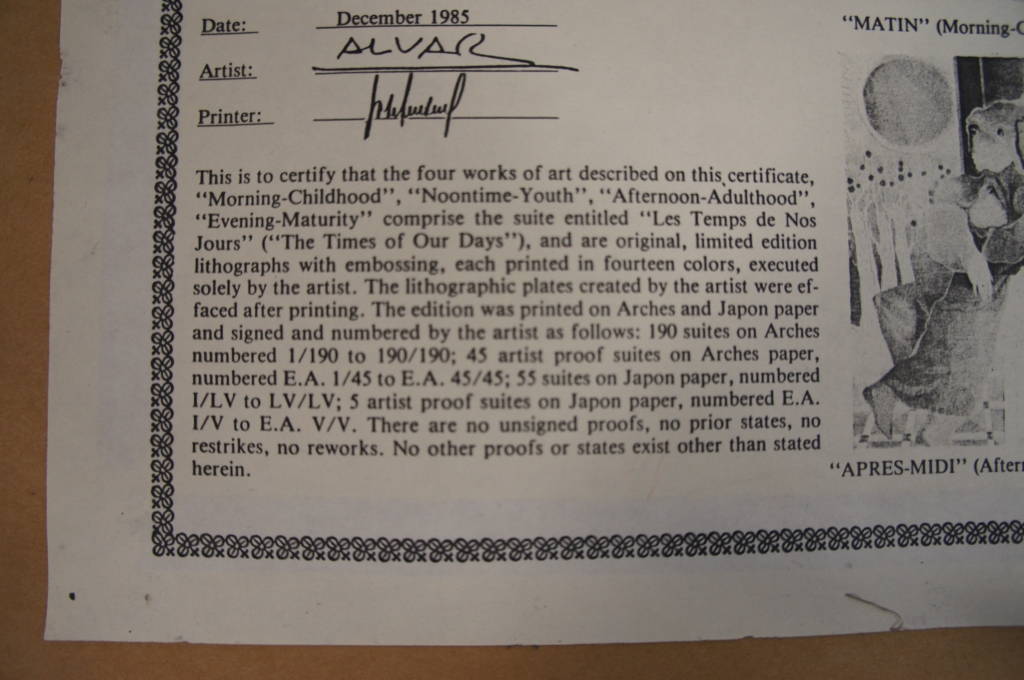 Date: December 1985
Artist: ALVAR
Printer:
This is to certify that the four works of art described on this certificate,
“Morning-Childhood”, “Noontime-Youth”, “Afternoon-Adulthood”,
“Evening-Maturity” comprise the suite entitled “Les Temps de Nos
Jours” (“The Times of Our Days”), and are original, limited edition
lithographs with embossing, each printed in fourteen colors, executed
solely by the artist. The lithographic plates created by the artist were ef-
faced after printing. The edition was printed on Arches and Japon paper
and signed and numbered by the artist as follows: 190 suites on Arches
numbered 1/190 to 190/190; 45 artist proof suites on Arches paper,
numbered E.A. 1/45 to E.A. 45/45; 55 suites on Japon paper, numbered
I/LV to LV/LV; 5 artist proof suites on Japon paper, numbered E.A.
I/V to E.A. V/V. There are no unsigned proofs, no prior states, no
restrikes, no reworks. No other proofs or states exist other than stated
herein.
“MATIN” (Morning-C
“APRES-MIDI” (After